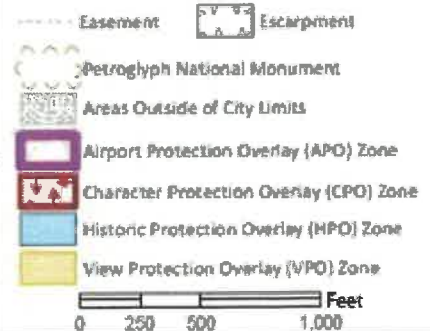 Easement Escarpment
Petroglyph National Monument
Areas Outside of City Limits
Airport Protection Overlay (APO) Zone
Character Protection Overlay (CPO) Zone
Historic Protection Overlay (HPO) Zone
View Protection Overlay (VPO) Zone
Feet
0 250 500 1,000